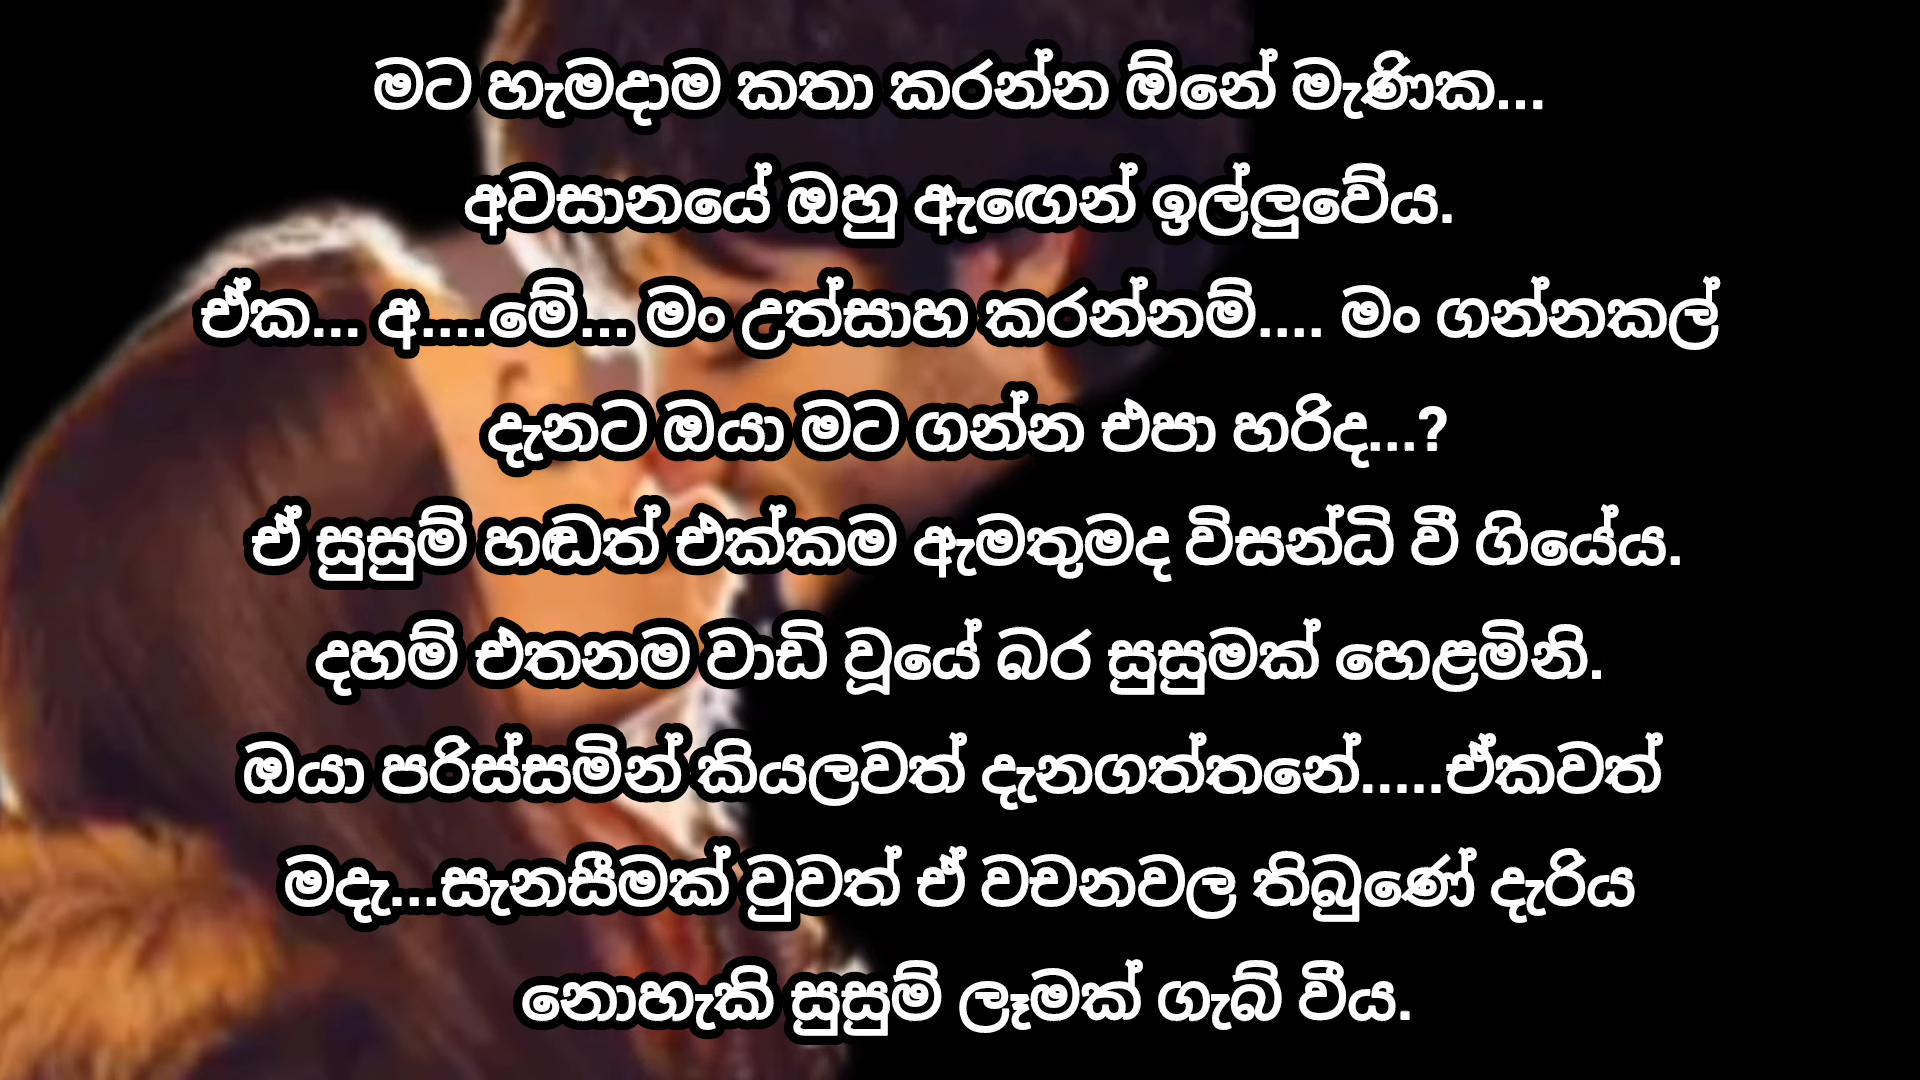 මට හැමදාම කතා කරන්න ඕනේ මැණික...
අවසානයේ ඔහු ඇඟෙන් ඉල්ලුවේය.
ඒක... අ....මේ... මං උත්සාහ කරන්නම්.... මං ගන්නකල්
දැනට ඔයා මට ගන්න එපා හරිද...?
ඒ සුසුම් හඬත් එක්කම ඇමතුමද විසන්ධි වී ගියේය.
දහම් එතනම වාඩි වූයේ බර සුසුමක් හෙළමිනි.
ඔයා පරිස්සමින් කියලවත් දැනගත්තනේ.....ඒකවත්
මදැ...සැනසීමක් වුවත් ඒ වචනවල තිබුණේ දැරිය
නොහැකි සුසුම් ලෑමක් ගැබ් වීය.